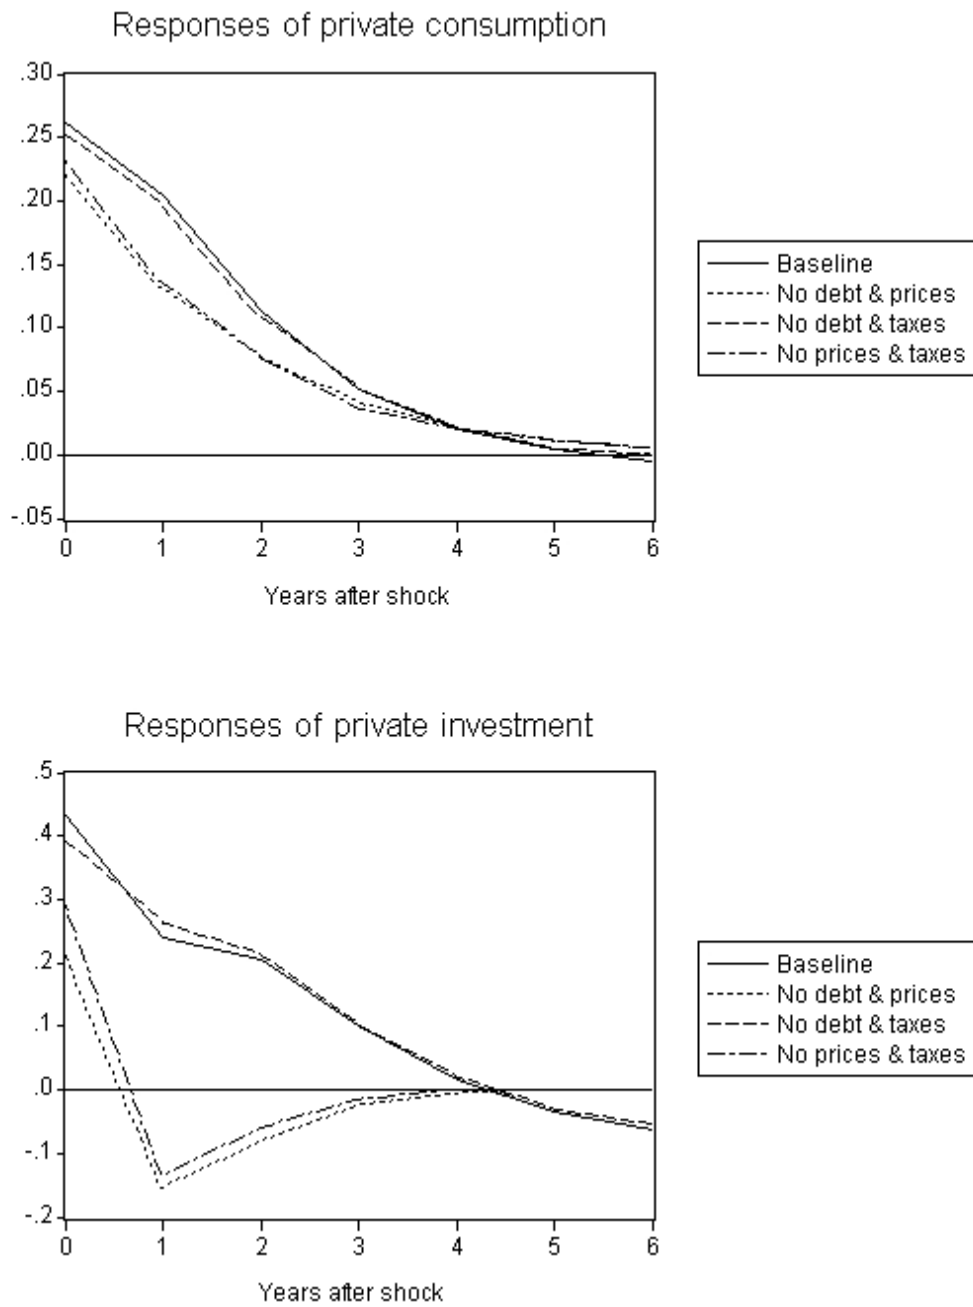 Responses of private consumption
.30
.25
.20
.15
.10
.05
.00
-.05
0 1 2 3 4 5 6
Years after shock
Baseline
No debt & prices
No debt & taxes
No prices & taxes
Responses of private investment
.5
.4
.3
.2
.1
.0
-.1
-.2
0 1 2 3 4 5 6
Years after shock
Baseline
No debt & prices
No debt & taxes
No prices & taxes